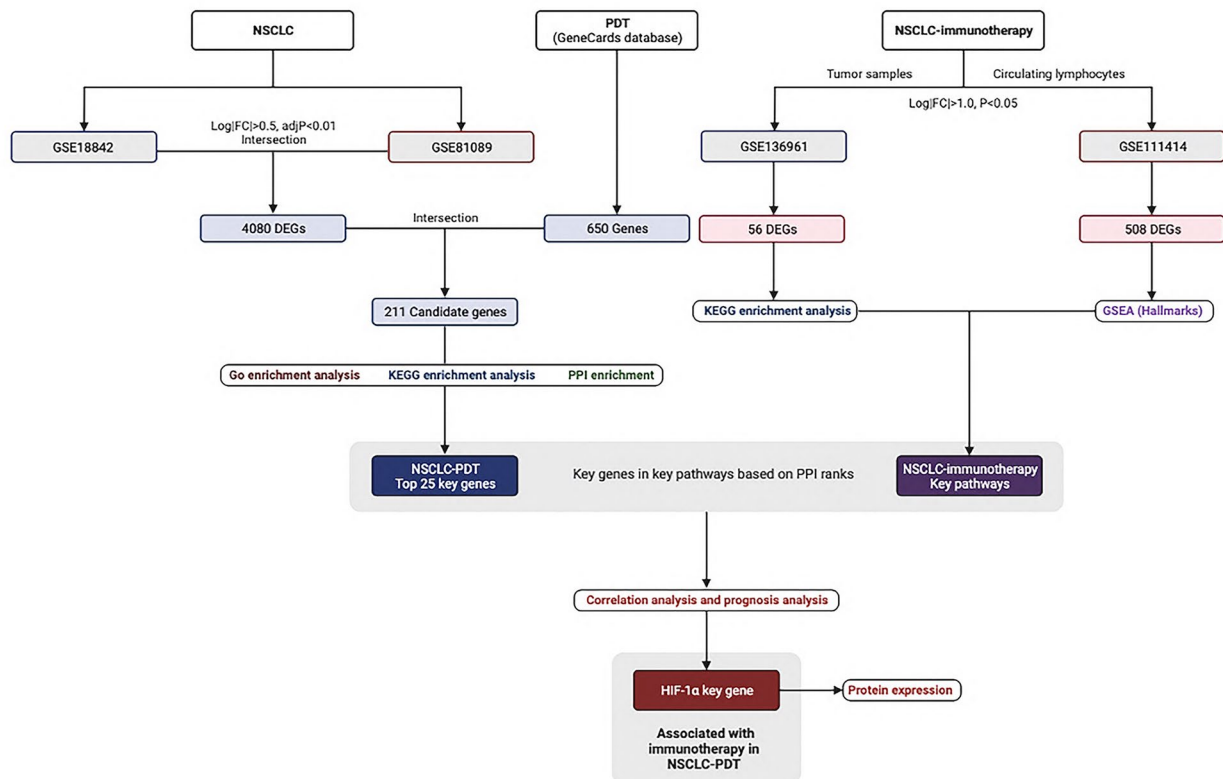 NSCLC
PDT
(GeneCards database)
NSCLC-immunotherapy
Tumor samples
Circulating lymphocytes
Log|FC|>1.0, P<0.05
Log|FC|>0.5, adjP<0.01
Intersection
GSE18842
GSE81089
GSE136961
GSE111414
Intersection
4080 DEGs
650 Genes
56 DEGs
508 DEGs
211 Candidate genes
KEGG enrichment analysis
GSEA (Hallmarks)
Go enrichment analysis KEGG enrichment analysis PPI enrichment
NSCLC-PDT
Top 25 key genes
Key genes in key pathways based on PPI ranks
NSCLC-immunotherapy
Key pathways
Correlation analysis and prognosis analysis
HIF-1α key gene
Protein expression
Associated with
immunotherapy in
NSCLC-PDT